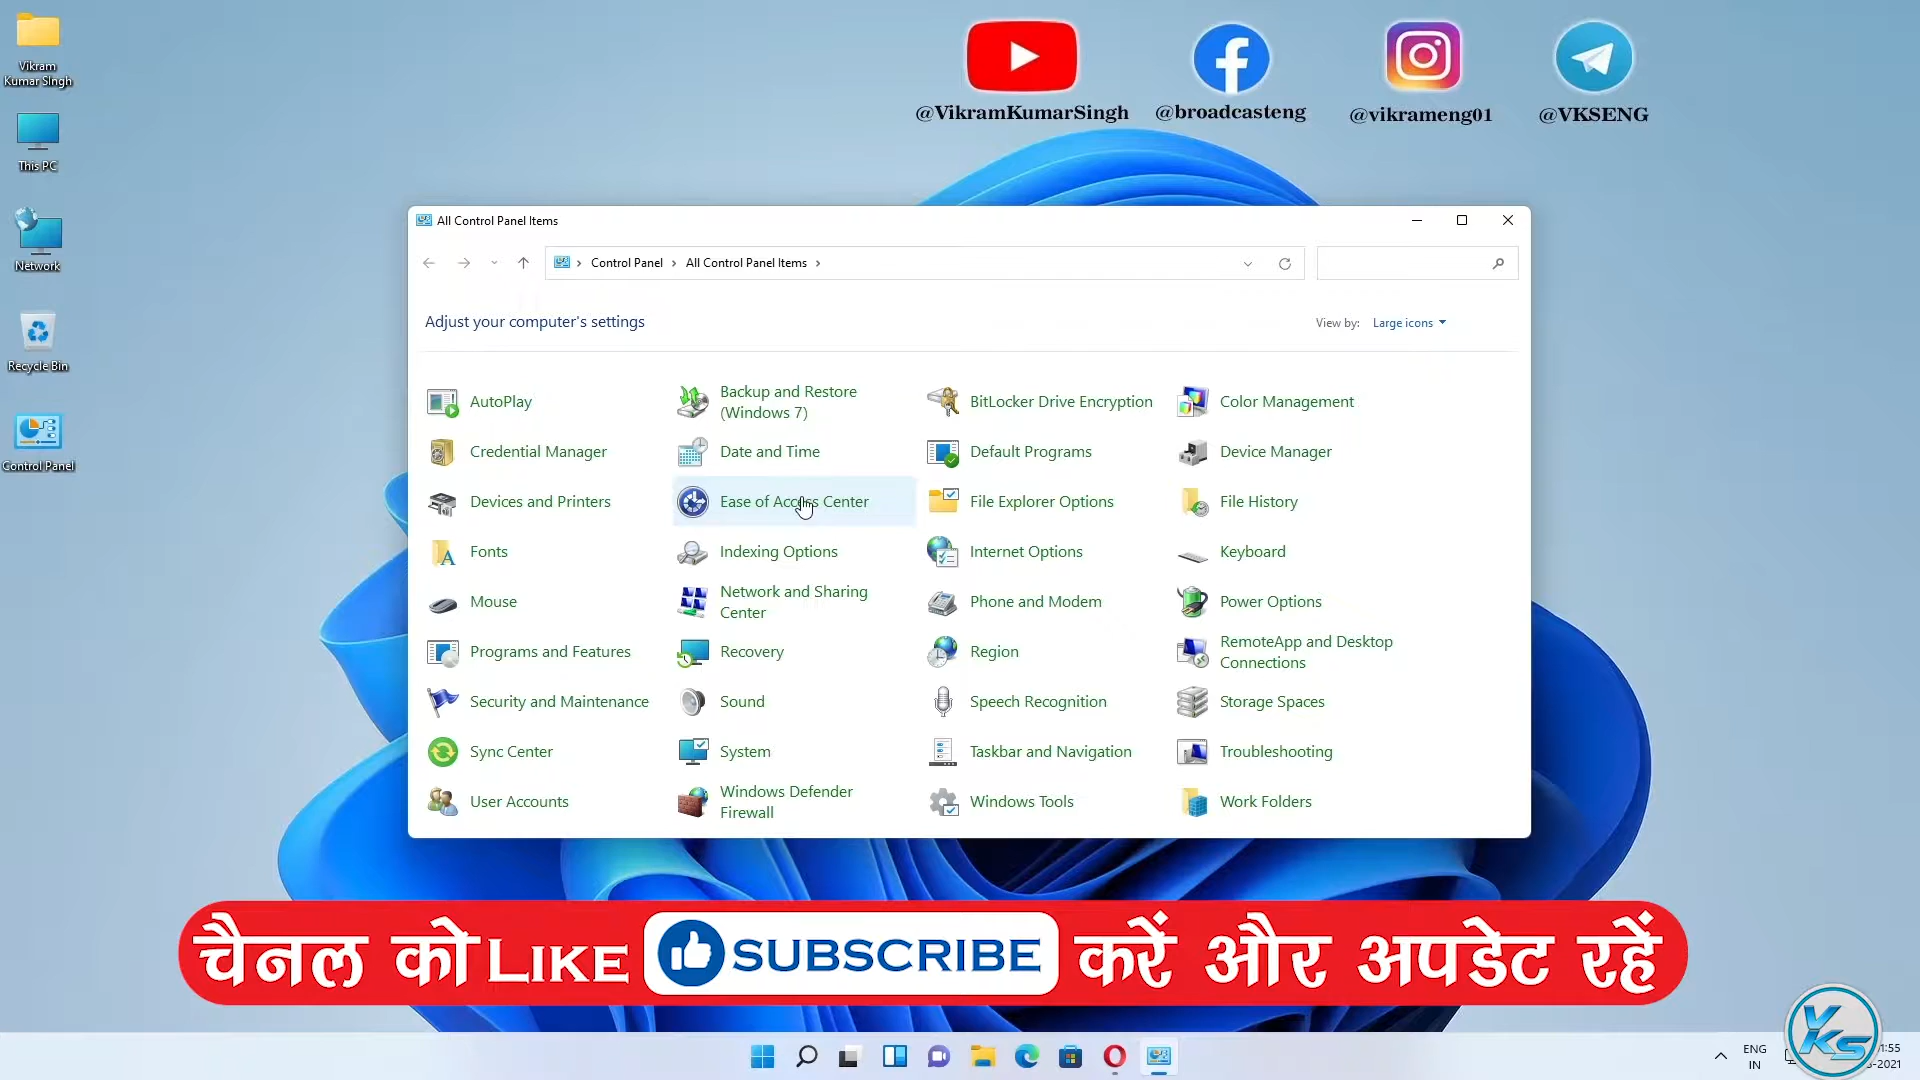 Vikram
Kumar SIngh
This PC
Network
Recycle Bin
Control Panel
@VikramKumarSingh
@broadcasteng
@vikrameng01
@VKSENG
All Control Panel Items
Control Panel
All Control Panel Items
Adjust your computer's settings
View by:
Large icons
AutoPlay
Backup and Restore
(Windows 7)
BitLocker Drive Encryption
Color Management
Credential Manager
Date and Time
Default Programs
Device Manager
Devices and Printers
Ease of Access Center
File Explorer Options
File History
Fonts
Indexing Options
Internet Options
Keyboard
Mouse
Network and Sharing
Center
Phone and Modem
Power Options
Programs and Features
Recovery
Region
RemoteApp and Desktop
Connections
Security and Maintenance
Sound
Speech Recognition
Storage Spaces
Sync Center
System
Taskbar and Navigation
Troubleshooting
User Accounts
Windows Defender
Firewall
Windows Tools
Work Folders
चैनल को LIKE SUBSCRIBE करें और अपडेट रहें
ENG
IN
VKS